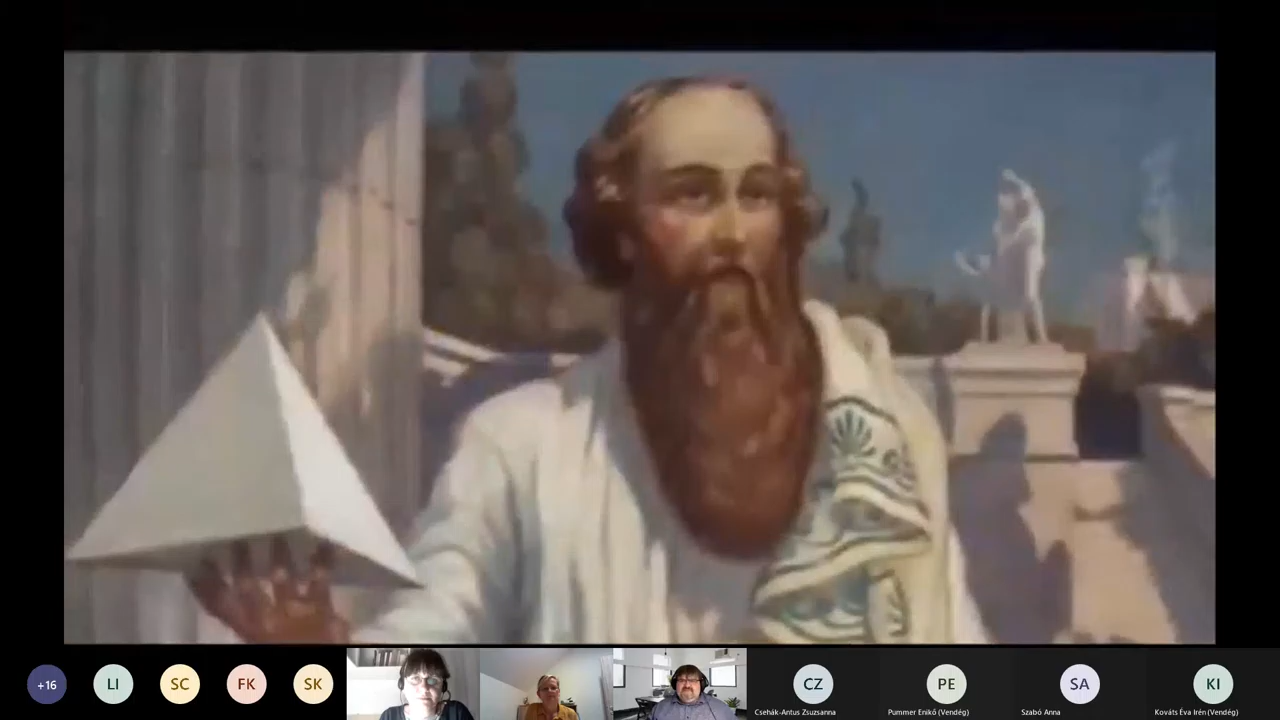 +16
LI
SC
FK
SK
CZ
PE
SA
KI
Csehák-Antus Zsuzsanna
Pummer Enikő (Vendég)
Szabó Anna
Kováts Éva Irén (Vendég)